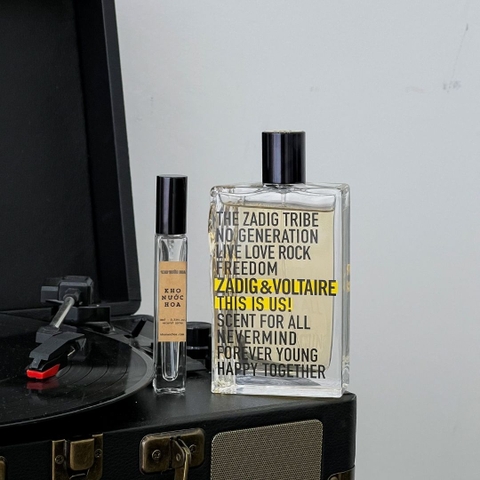 KHO
NƯỚC
HOA
THE ZADIG TRIBE
NO GENERATION
LIVE LOVE ROCK
FREEDOM
ZADIG & VOLTAIRE
THIS IS US!
SCENT FOR ALL
NEVERMIND
FOREVER YOUNG
HAPPY TOGETHER